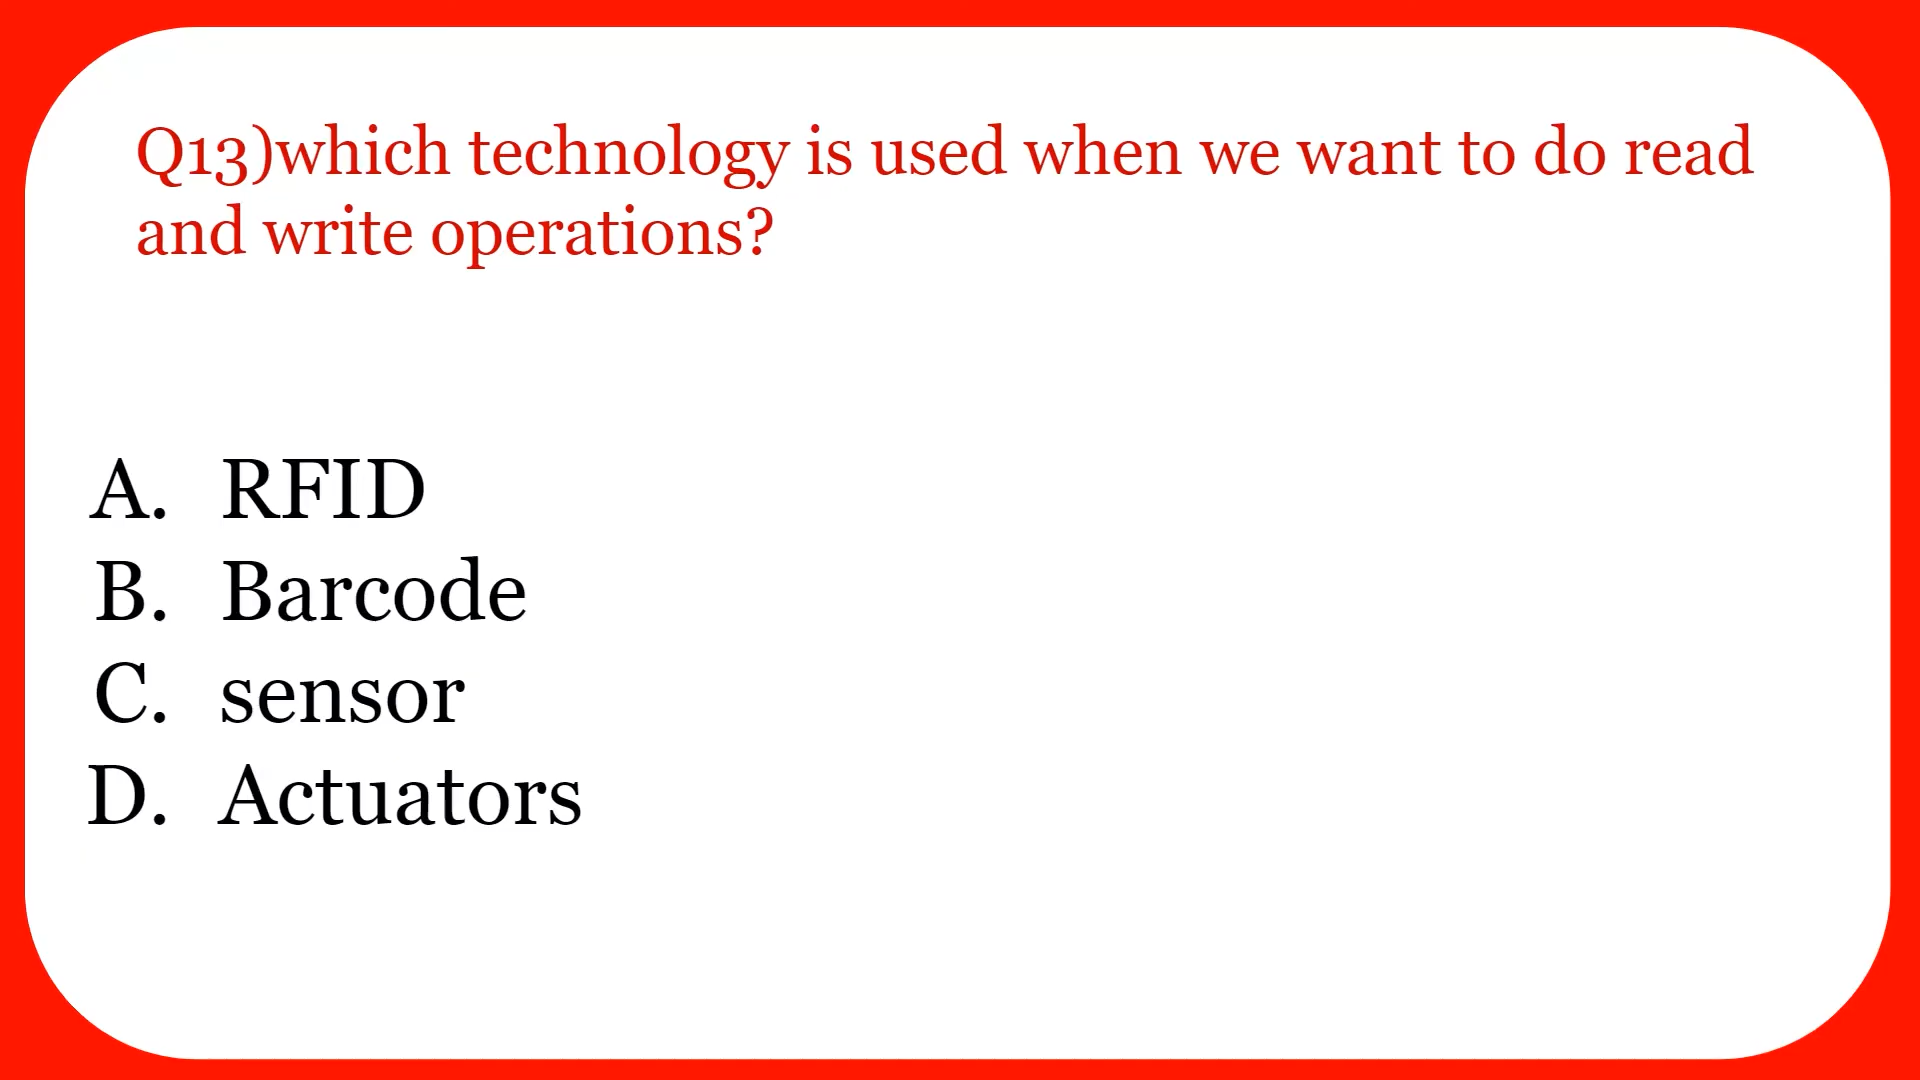 Q13)which technology is used when we want to do read
and write operations?
A. RFID
B. Barcode
C. sensor
D. Actuators